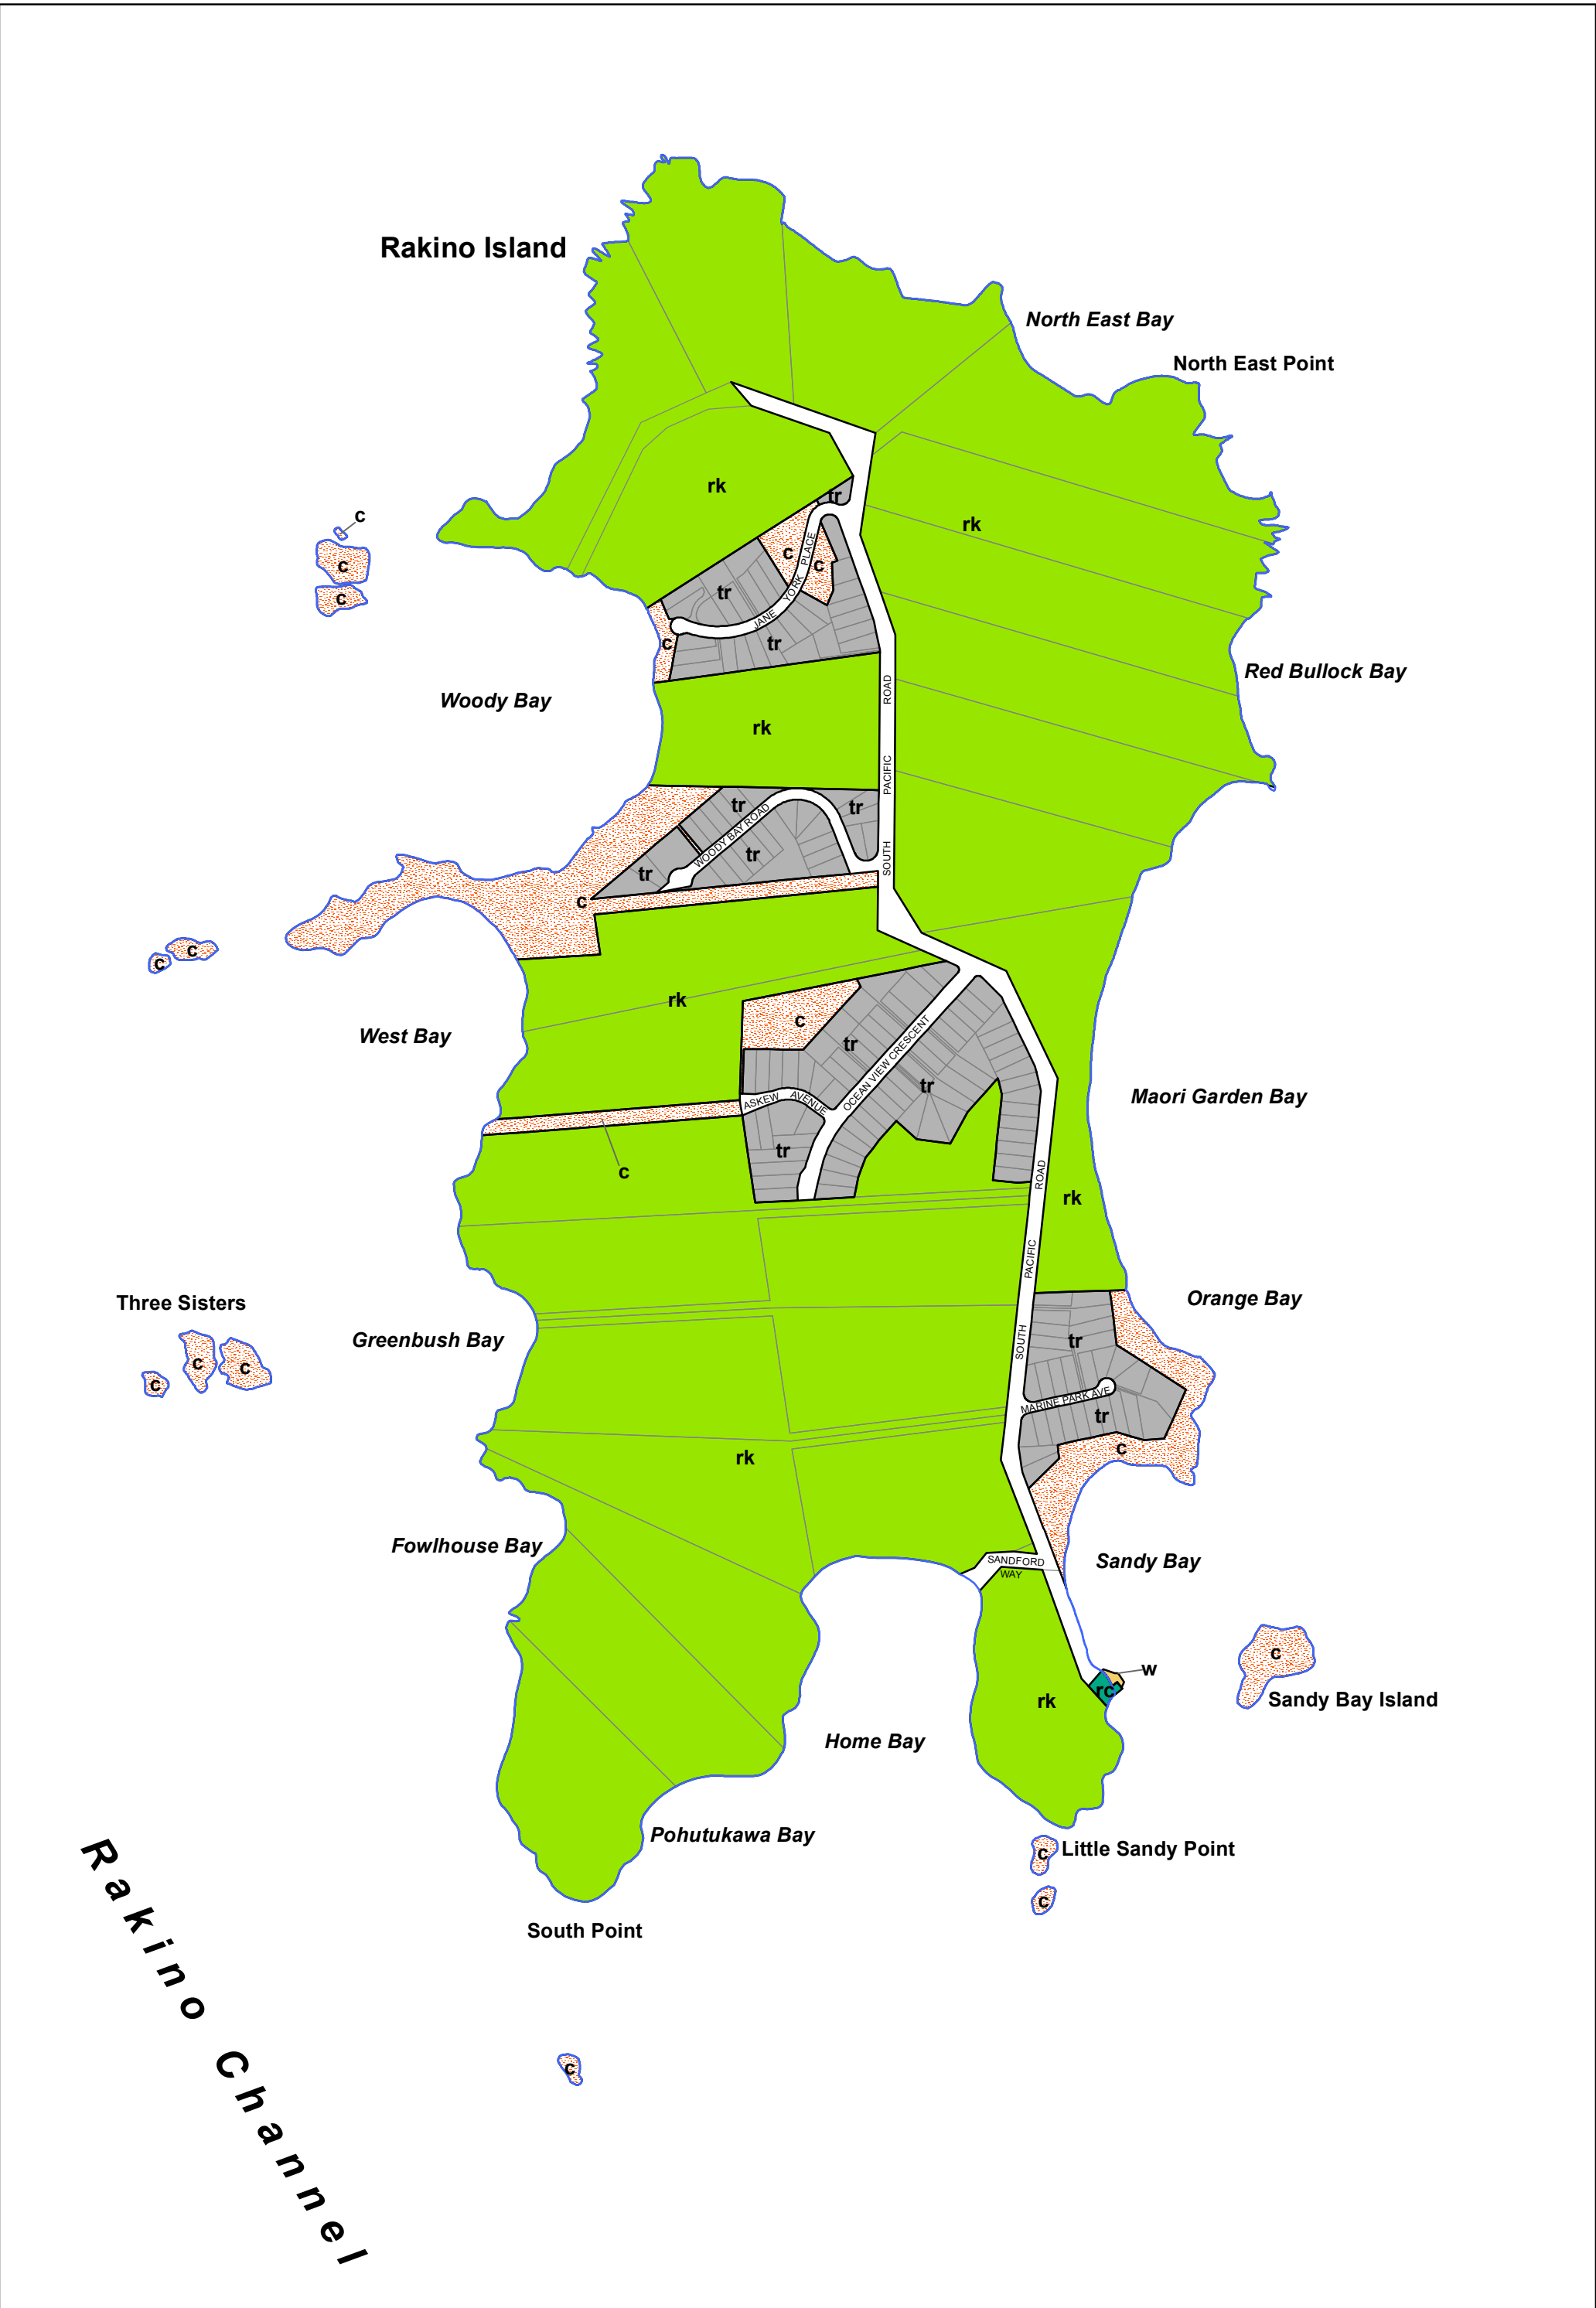 Rakino Island
North East Bay
North East Point
rk
tr
rk
c
c
c
c
c
JANE YORK PLACE
tr
tr
c
Red Bullock Bay
Woody Bay
ROAD
rk
PACIFIC
tr
tr
WOODY BAY ROAD
tr
tr
SOUTH
c
c
c
rk
c
West Bay
tr
OCEAN VIEW CRESCENT
tr
ASKEW AVENUE
Maori Garden Bay
tr
c
ROAD
rk
PACIFIC
Three Sisters
Orange Bay
Greenbush Bay
SOUTH
tr
c
c
c
MARINE PARK AVE
tr
c
rk
Fowlhouse Bay
SANDFORD
WAY
Sandy Bay
c
w
rc
rk
Sandy Bay Island
Home Bay
Pohutukawa Bay
c
Little Sandy Point
c
South Point
Rakino Channel
c